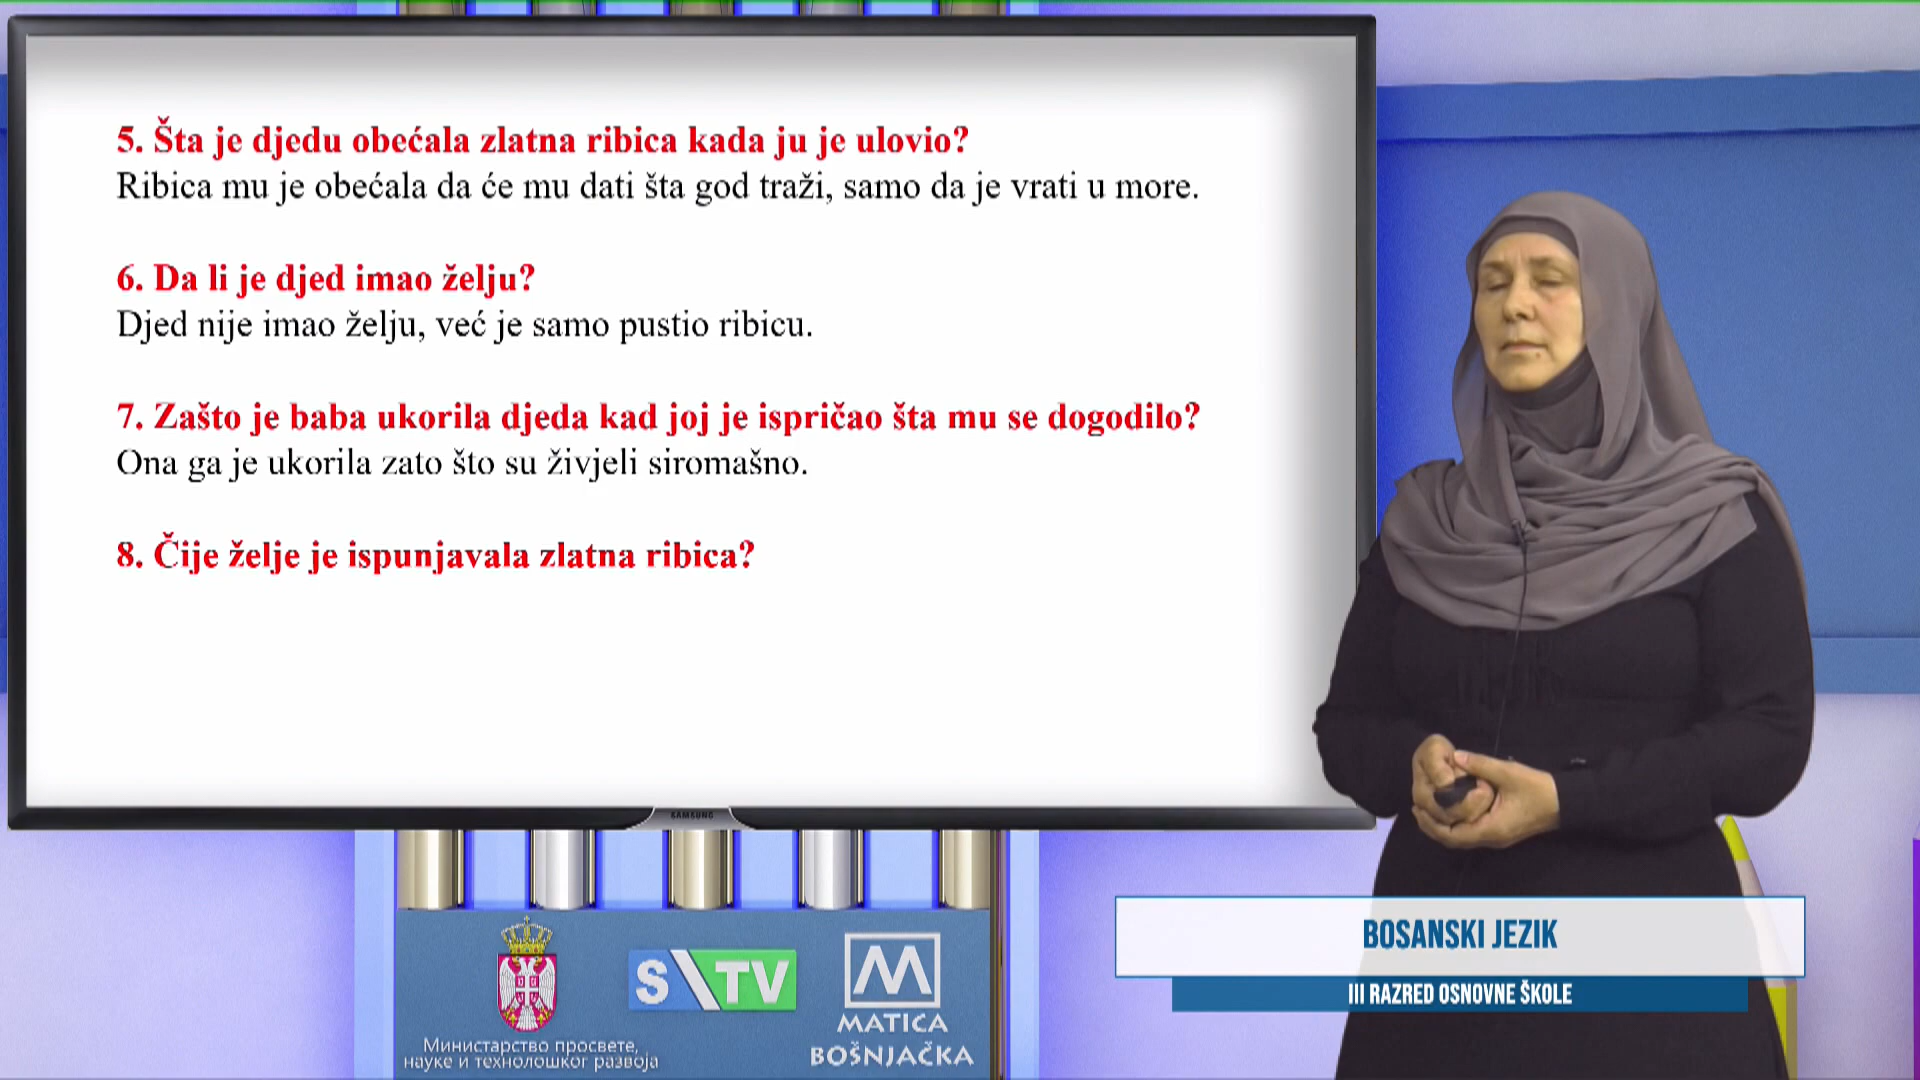 5. Šta je djedu obećala zlatna ribica kada ju je ulovio?
Ribica mu je obećala da će mu dati šta god traži, samo da je vrati u more.
6. Da li je djed imao želju?
Djed nije imao želju, već je samo pustio ribicu.
7. Zašto je baba ukorila djeda kad joj je ispričao šta mu se dogodilo?
Ona ga je ukorila zato što su živjeli siromašno.
8. Čije želje je ispunjavala zlatna ribica?
SAMSUNG
Министарство просвете,
науке и технолошког развоја
S TV
MATICA
BOŠNJAČKA
BOSANSKI JEZIK
III RAZRED OSNOVNE ŠKOLE